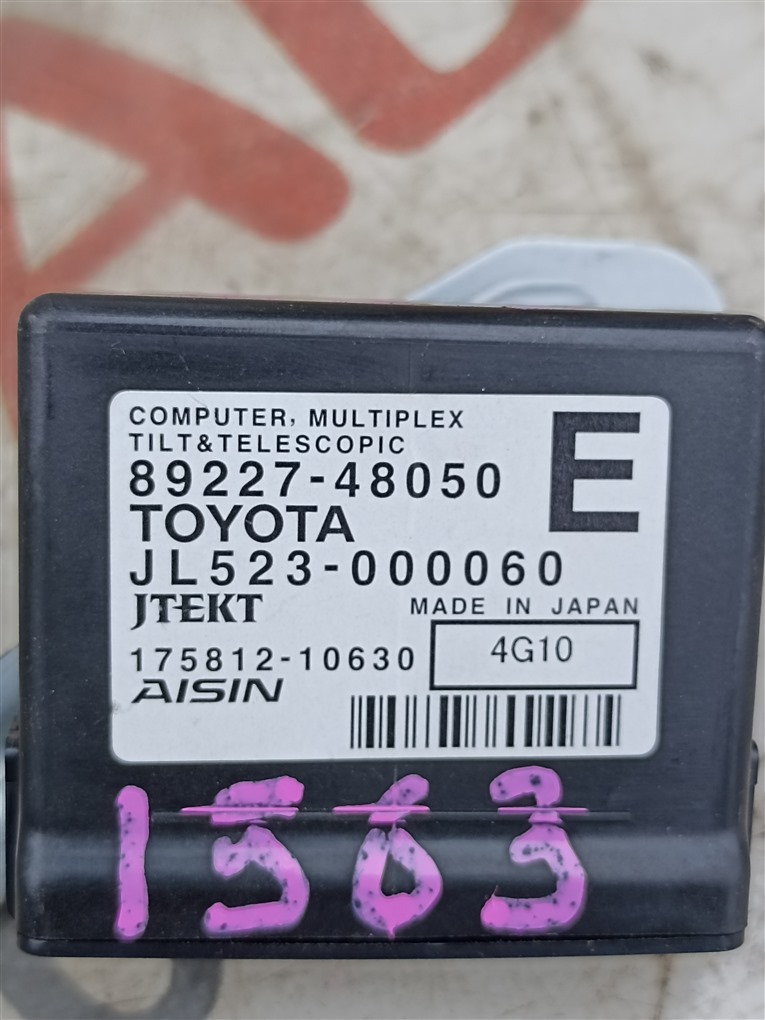 COMPUTER, MULTIPLEX
TILT&TELESCOPIC
E
89227-48050
TOYOTA
JL523-000060
JTEKT
MADE IN JAPAN
175812-10630
4G10
AISIN
1563